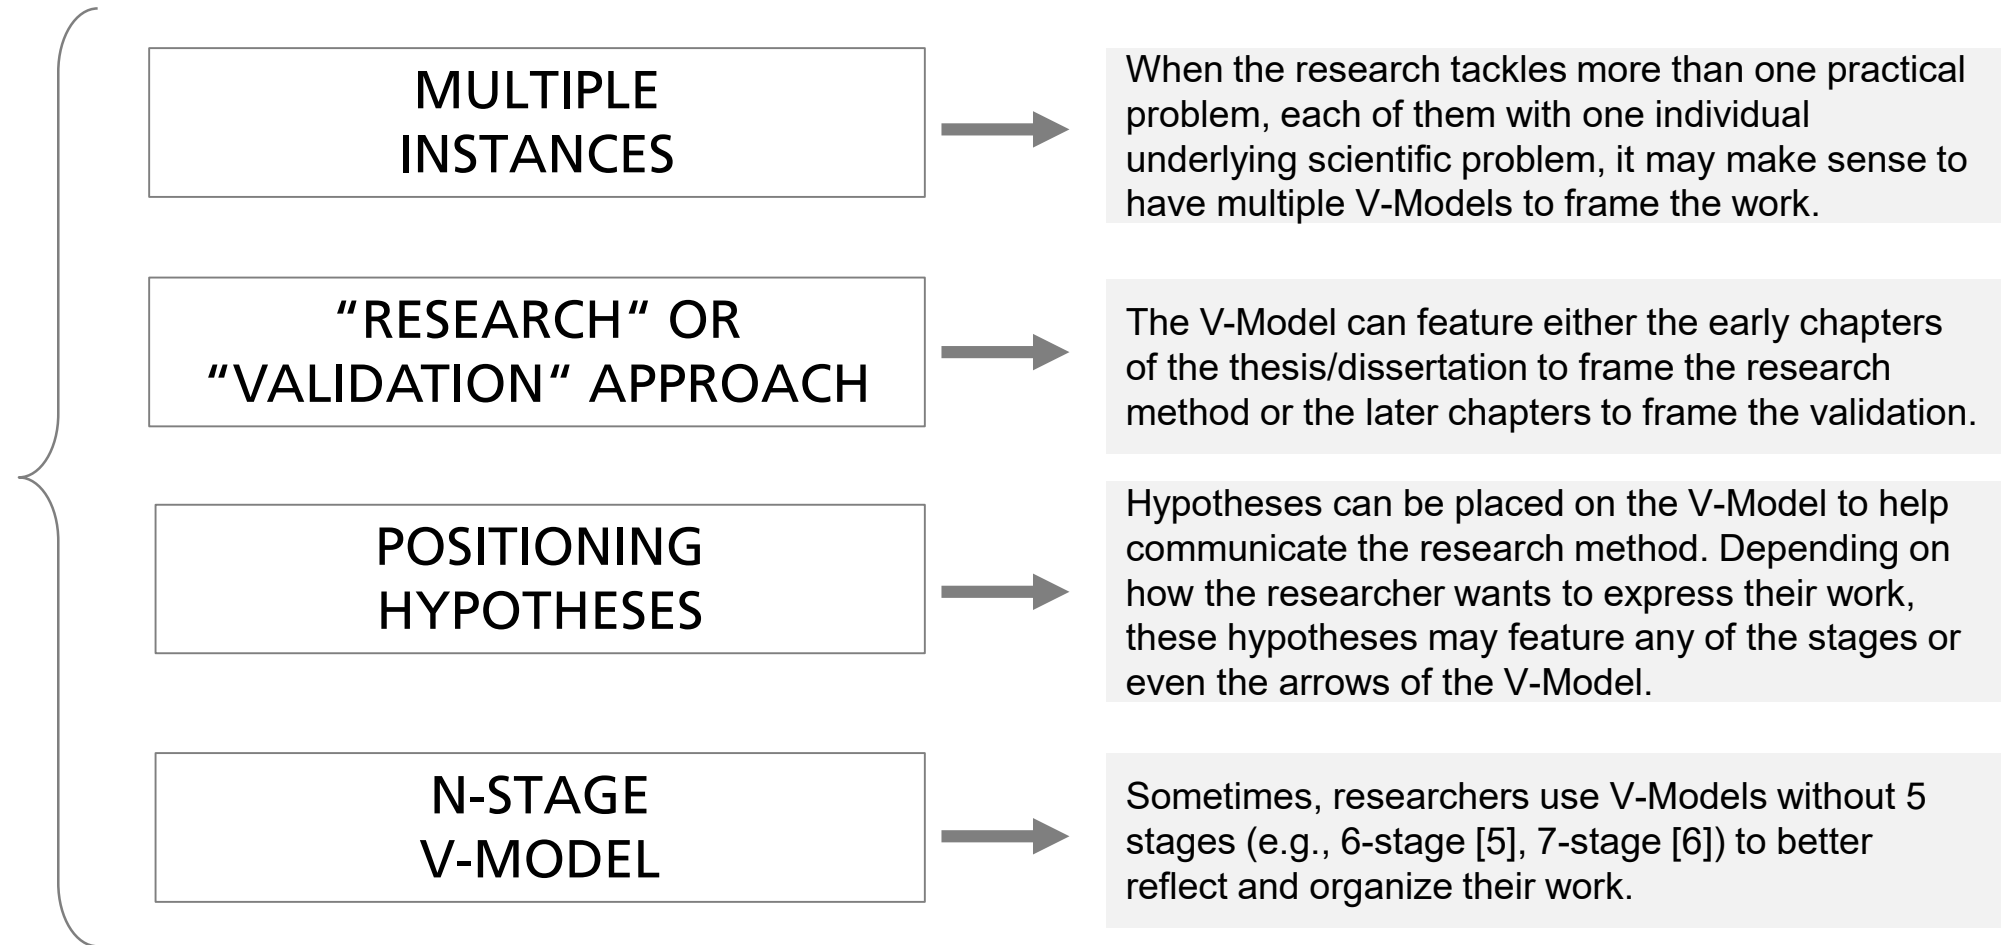 MULTIPLE
INSTANCES
When the research tackles more than one practical
problem, each of them with one individual
underlying scientific problem, it may make sense to
have multiple V-Models to frame the work.
“RESEARCH“ OR
“VALIDATION“ APPROACH
The V-Model can feature either the early chapters
of the thesis/dissertation to frame the research
method or the later chapters to frame the validation.
POSITIONING
HYPOTHESES
Hypotheses can be placed on the V-Model to help
communicate the research method. Depending on
how the researcher wants to express their work,
these hypotheses may feature any of the stages or
even the arrows of the V-Model.
N-STAGE
V-MODEL
Sometimes, researchers use V-Models without 5
stages (e.g., 6-stage [5], 7-stage [6]) to better
reflect and organize their work.